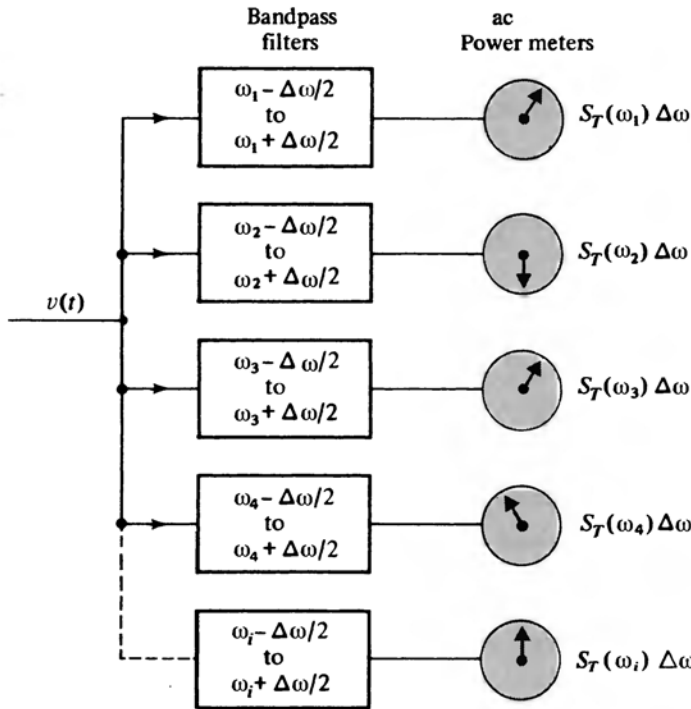 Bandpass
filters
ac
Power meters
ω₁ − Δω/2
to
ω₁ + Δω/2
S_T(ω₁) Δω
ω₂ − Δω/2
to
ω₂ + Δω/2
S_T(ω₂) Δω
v(t)
ω₃ − Δω/2
to
ω₃ + Δω/2
S_T(ω₃) Δω
ω₄ − Δω/2
to
ω₄ + Δω/2
S_T(ω₄) Δω
ωᵢ − Δω/2
to
ωᵢ + Δω/2
S_T(ωᵢ) Δω